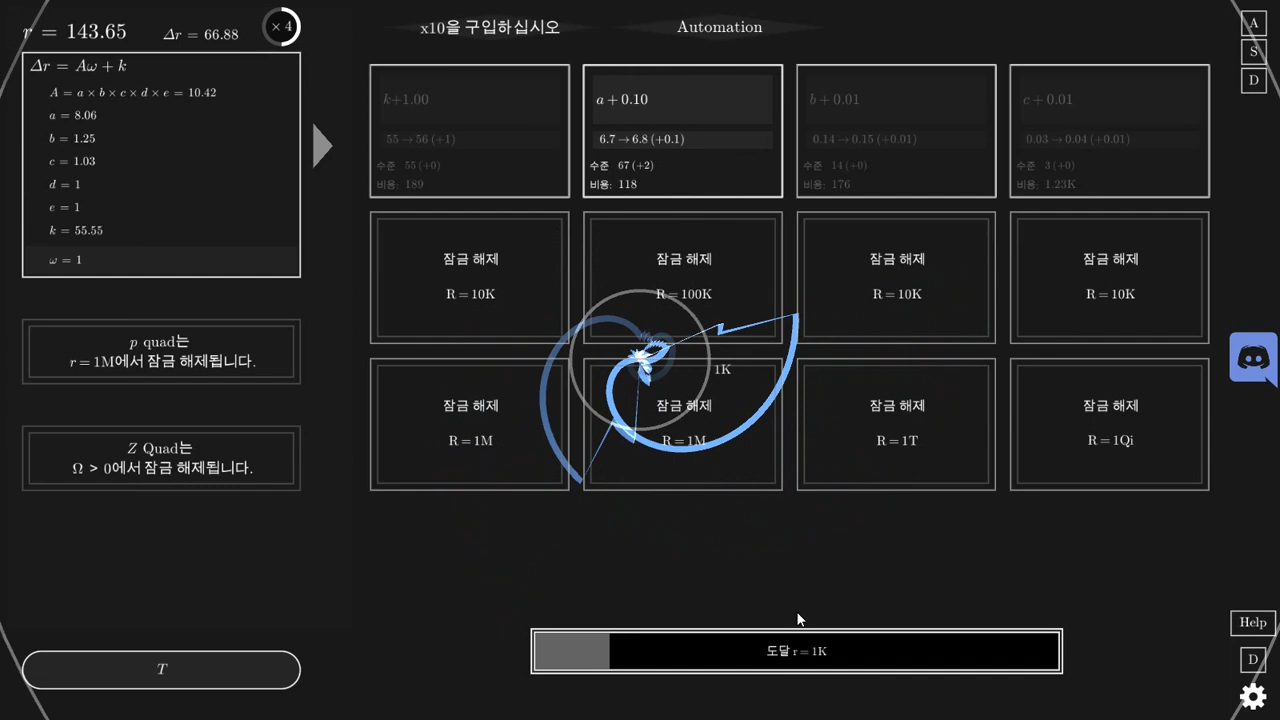 r = 143.65
Δr = 66.88
× 4
x10을 구입하십시오
Automation
A
S
D
Δr = Aω + k
A = a × b × c × d × e = 10.42
a = 8.06
b = 1.25
c = 1.03
d = 1
e = 1
k = 55.55
ω = 1
k+1.00
55 → 56 (+1)
수준 55 (+0)
비용: 189
a + 0.10
6.7 → 6.8 (+0.1)
수준 67 (+2)
비용: 118
b + 0.01
0.14 → 0.15 (+0.01)
수준 14 (+0)
비용: 176
c + 0.01
0.03 → 0.04 (+0.01)
수준 3 (+0)
비용: 1.23K
잠금 해제
R = 10K
잠금 해제
R = 100K
잠금 해제
R = 10K
잠금 해제
R = 10K
p quad는
r = 1M에서 잠금 해제됩니다.
1K
잠금 해제
R = 1M
잠금 해제
R = 1M
잠금 해제
R = 1T
잠금 해제
R = 1Qi
Z Quad는
Ω > 0에서 잠금 해제됩니다.
T
도달 r = 1K
Help
D